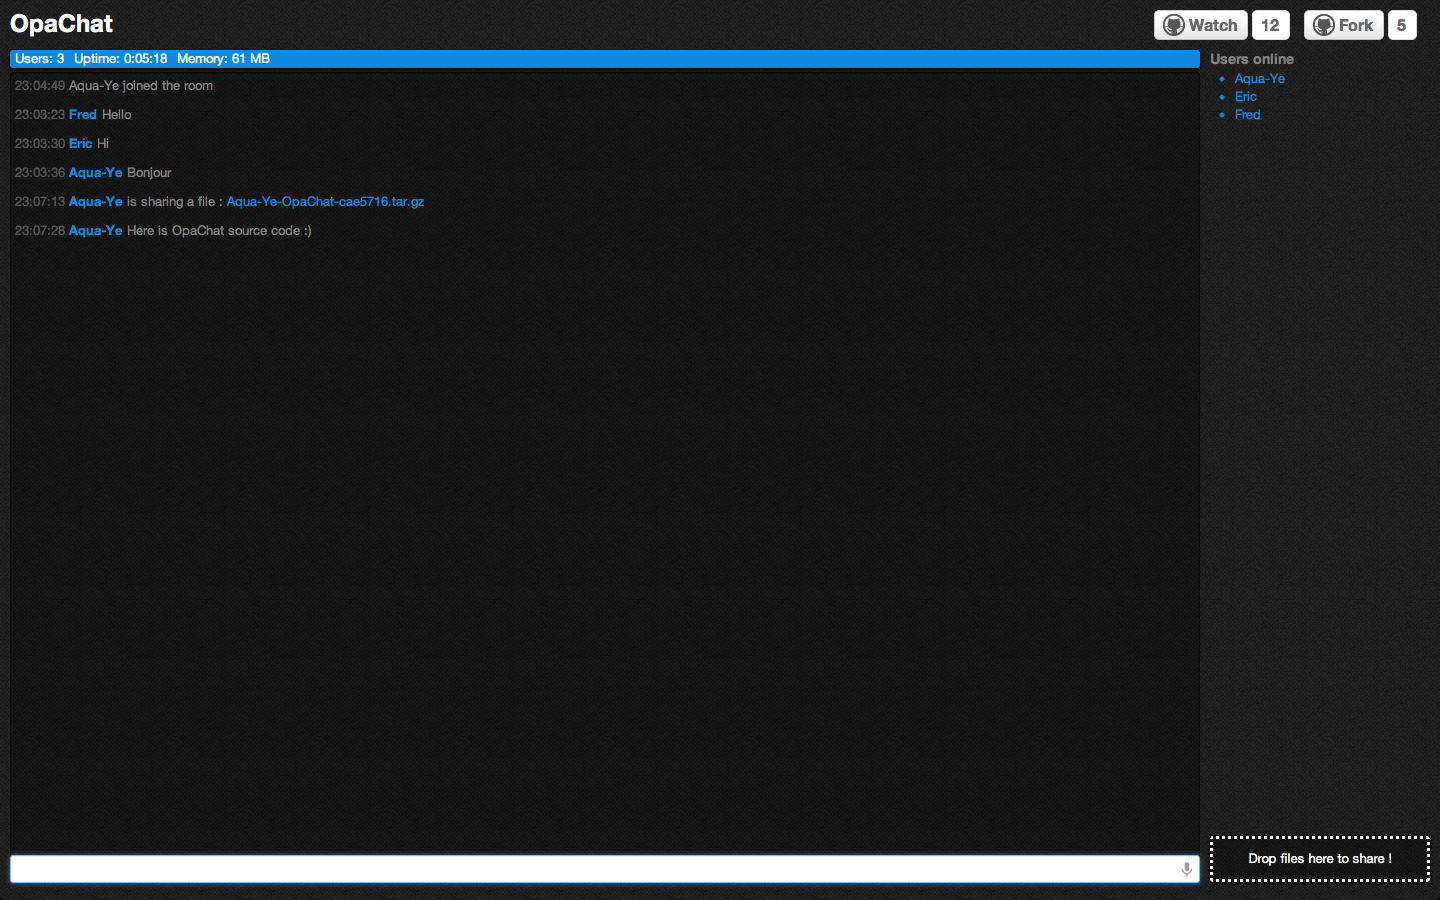 OpaChat
Watch 12 Fork 5
Users: 3 Uptime: 0:05:18 Memory: 61 MB
23:04:49 Aqua-Ye joined the room
23:03:23 Fred Hello
23:03:30 Eric Hi
23:03:36 Aqua-Ye Bonjour
23:07:13 Aqua-Ye is sharing a file : Aqua-Ye-OpaChat-cae5716.tar.gz
23:07:28 Aqua-Ye Here is OpaChat source code :)
Users online
Aqua-Ye
Eric
Fred
Drop files here to share !